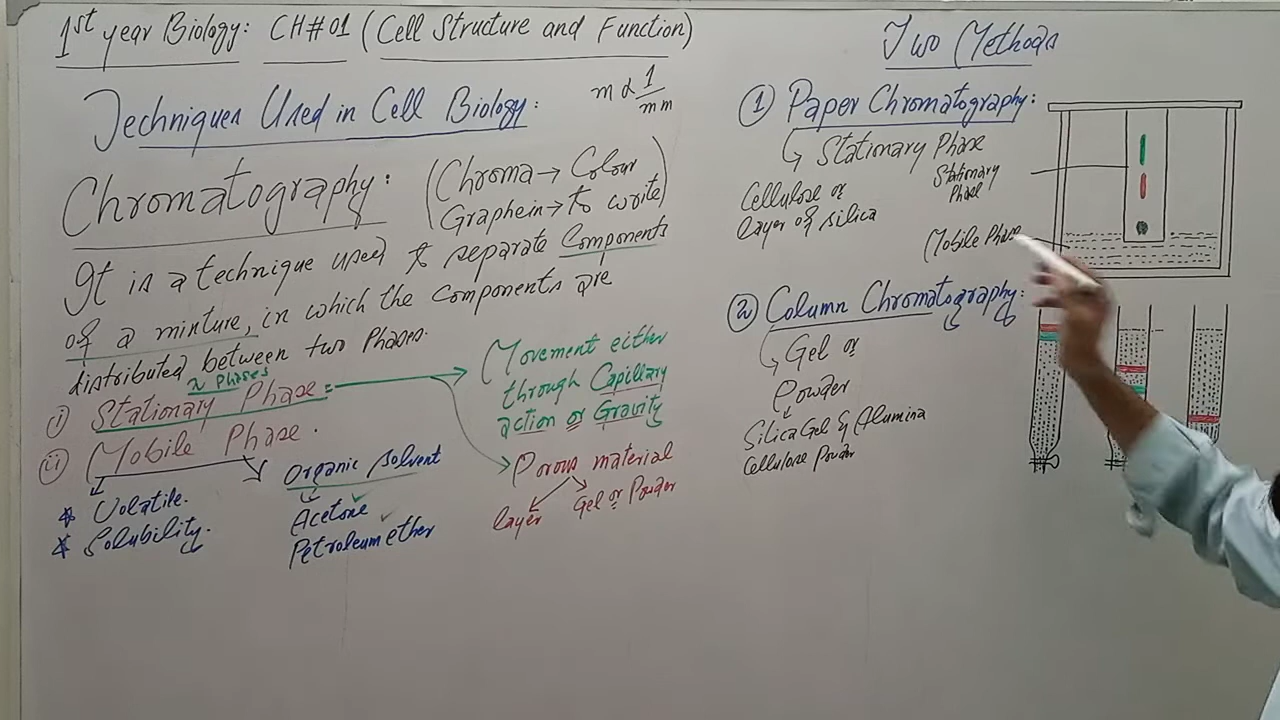 1st year Biology: CH#01 (Cell Structure and Function)
Techniques Used in Cell Biology:
m α 1/mm
Chromatography:
(Chroma → Colour
Graphein → to write)
It is a technique used to separate Components
of a mixture, in which the components are
distributed between two Phases.
2 Phases
i) Stationary Phase =
ii) Mobile Phase.
* Volatile.
* Solubility.
Organic Solvent
Acetone ✓
Petroleum ether ✓
(Movement either
through Capillary
action or Gravity
Porous material
layer
Gel or Powder
Two Methods
1 Paper Chromatography:
Stationary Phase
Cellulose or
layer of silica
Stationary
Phase
(Mobile Phase
2 Column Chromatography:
Gel or
Powder
Silica Gel & Alumina
Cellulose Powder